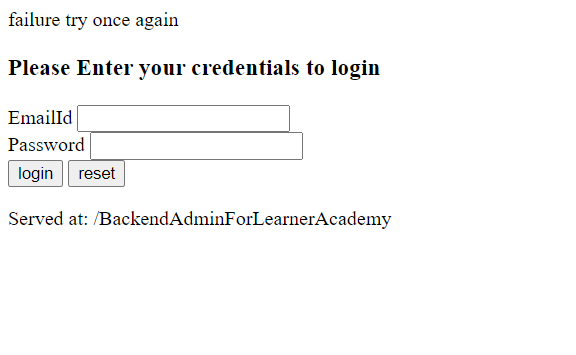 failure try once again
Please Enter your credentials to login
EmailId
Password
login reset
Served at: /BackendAdminForLearnerAcademy